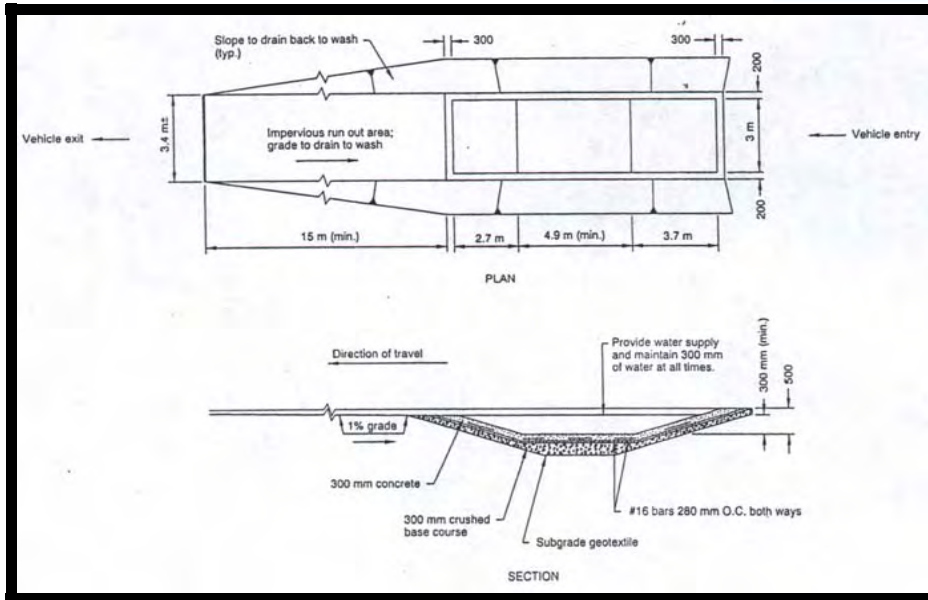 Slope to drain back to wash
(typ.)
300
300
200
Vehicle exit
3.4 m±
Impervious run out area;
grade to drain to wash
3 m
Vehicle entry
200
15 m (min.)
2.7 m
4.9 m (min.)
3.7 m
PLAN
Direction of travel
Provide water supply
and maintain 300 mm
of water at all times.
300 mm (min.)
500
1% grade
300 mm concrete
300 mm crushed
base course
#16 bars 280 mm O.C. both ways
Subgrade geotextile
SECTION